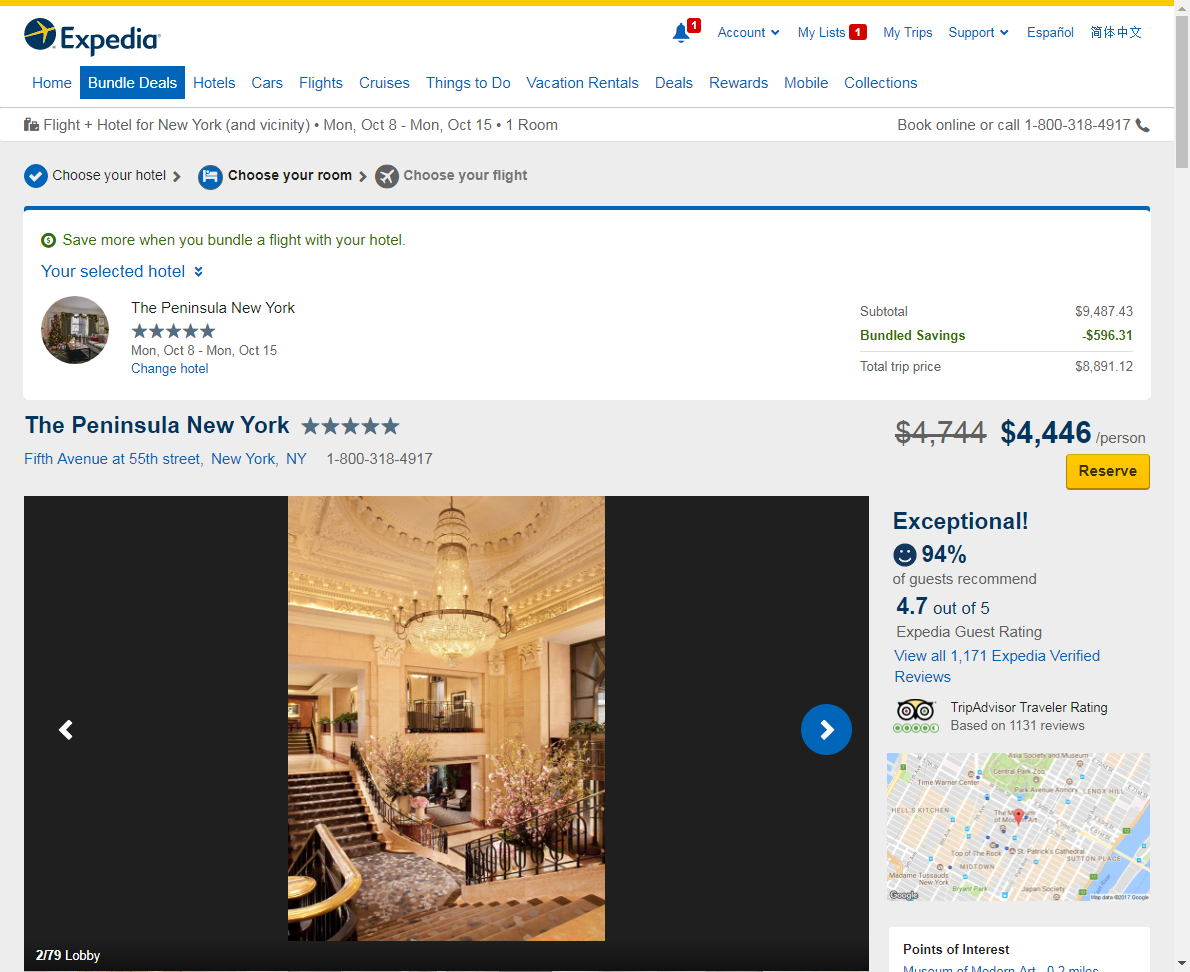 Expedia
1
Account
My Lists 1
My Trips
Support
Español
简体中文
Home
Bundle Deals
Hotels
Cars
Flights
Cruises
Things to Do
Vacation Rentals
Deals
Rewards
Mobile
Collections
Flight + Hotel for New York (and vicinity) • Mon, Oct 8 - Mon, Oct 15 • 1 Room
Book online or call 1-800-318-4917
Choose your hotel
Choose your room
Choose your flight
Save more when you bundle a flight with your hotel.
Your selected hotel
The Peninsula New York
Mon, Oct 8 - Mon, Oct 15
Change hotel
Subtotal $9,487.43
Bundled Savings -$596.31
Total trip price $8,891.12
The Peninsula New York
$4,744 $4,446 /person
Fifth Avenue at 55th street, New York, NY 1-800-318-4917
Reserve
2/79 Lobby
Exceptional!
94%
of guests recommend
4.7 out of 5
Expedia Guest Rating
View all 1,171 Expedia Verified
Reviews
TripAdvisor Traveler Rating
Based on 1131 reviews
Asia Society and Museum
Central Park Zoo
Time Warner Center
Park Avenue Armory
LENOX HILL
HELL'S KITCHEN
The Museum
of Modern Art
Top of The Rock
St. Patrick's Cathedral
SUTTON PLACE
MIDTOWN
Madame Tussauds
New York
Bryant Park
Japan Society
Google
Map data ©2017 Google
Points of Interest
Museum of Modern Art - 0.2 miles